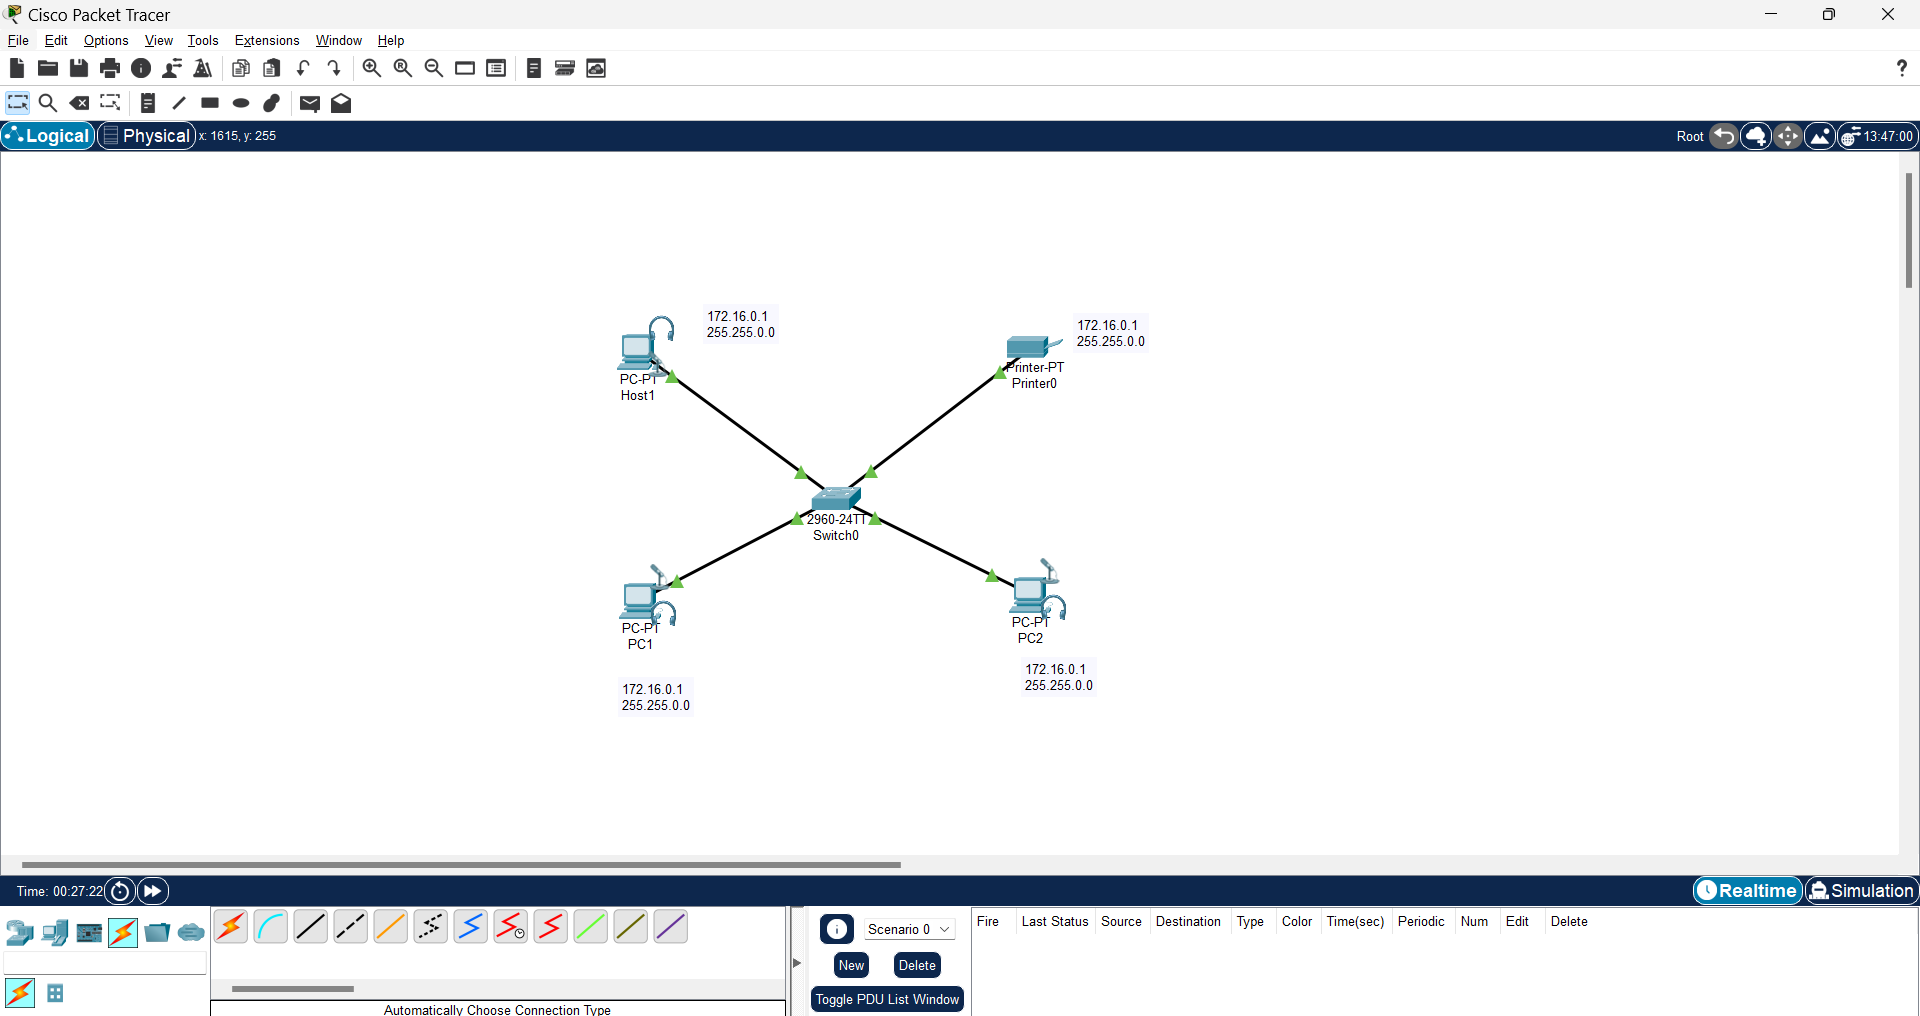 Cisco Packet Tracer
File Edit Options View Tools Extensions Window Help
Logical Physical x: 1615, y: 255 Root 13:47:00
172.16.0.1
255.255.0.0
PC-PT
Host1
172.16.0.1
255.255.0.0
Printer-PT
Printer0
2960-24TT
Switch0
PC-PT
PC1
172.16.0.1
255.255.0.0
PC-PT
PC2
172.16.0.1
255.255.0.0
Time: 00:27:22 Realtime Simulation
Scenario 0
New Delete
Toggle PDU List Window
Fire Last Status Source Destination Type Color Time(sec) Periodic Num Edit Delete
Automatically Choose Connection Type